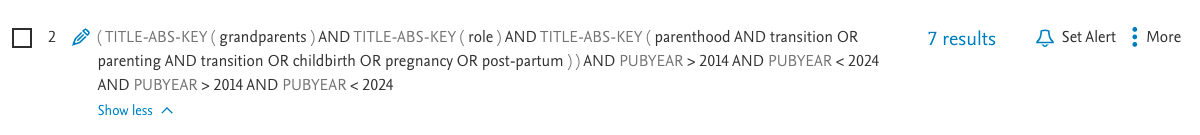 2 ( TITLE-ABS-KEY ( grandparents ) AND TITLE-ABS-KEY ( role ) AND TITLE-ABS-KEY ( parenthood AND transition OR 7 results Set Alert More
parenting AND transition OR childbirth OR pregnancy OR post-partum ) ) AND PUBYEAR > 2014 AND PUBYEAR < 2024
AND PUBYEAR > 2014 AND PUBYEAR < 2024
Show less